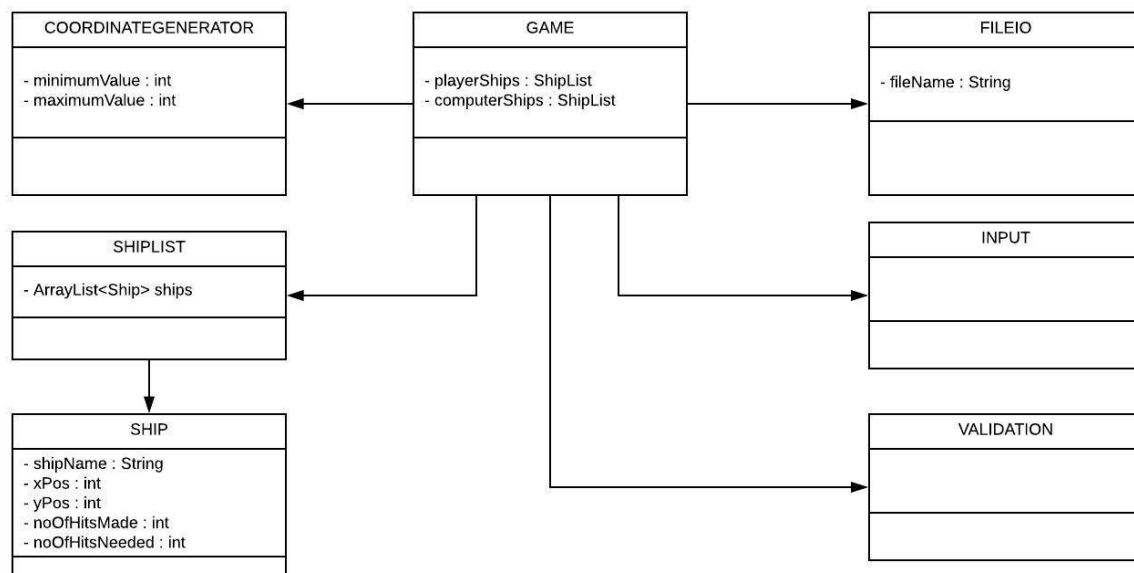 COORDINATEGENERATOR
- minimumValue : int
- maximumValue : int
GAME
- playerShips : ShipList
- computerShips : ShipList
FILEIO
- fileName : String
SHIPLIST
- ArrayList<Ship> ships
INPUT
SHIP
- shipName : String
- xPos : int
- yPos : int
- noOfHitsMade : int
- noOfHitsNeeded : int
VALIDATION